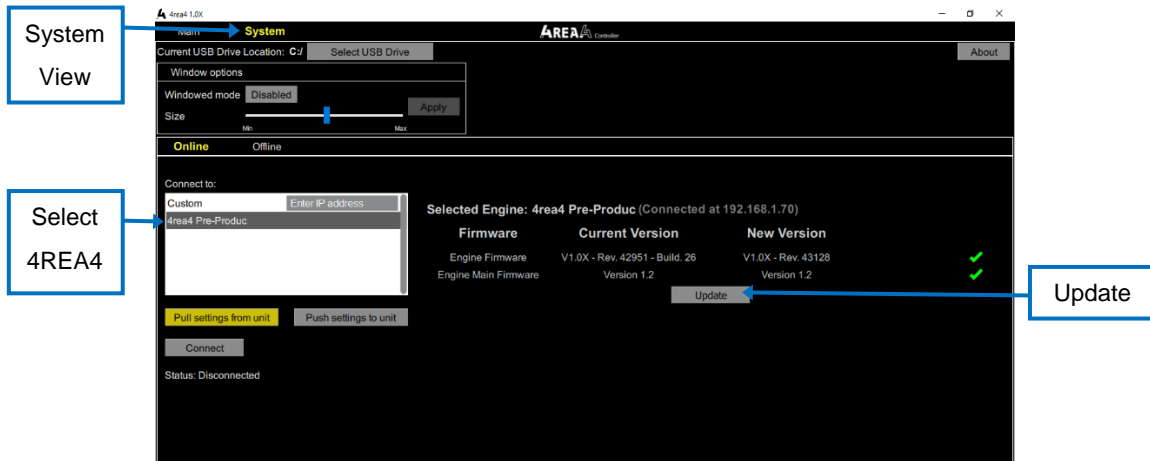 4rea4 1.0X
System
View
Main System
AREA4 Controller
Current USB Drive Location: C:/ Select USB Drive About
Window options
Windowed mode Disabled
Size Apply
Min Max
Online Offline
Connect to:
Custom Enter IP address
4rea4 Pre-Produc
Select
4REA4
Selected Engine: 4rea4 Pre-Produc (Connected at 192.168.1.70)
Firmware Current Version New Version
Engine Firmware V1.0X - Rev. 42951 - Build. 26 V1.0X - Rev. 43128
Engine Main Firmware Version 1.2 Version 1.2
Update
Update
Pull settings from unit Push settings to unit
Connect
Status: Disconnected